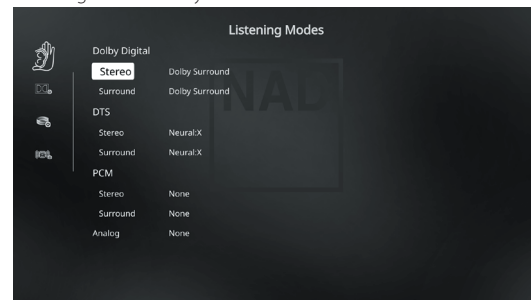 Listening Modes
Dolby Digital
Stereo Dolby Surround
Surround Dolby Surround
DTS
Stereo Neural:X
Surround Neural:X
PCM
Stereo None
Surround None
Analog None
NAD